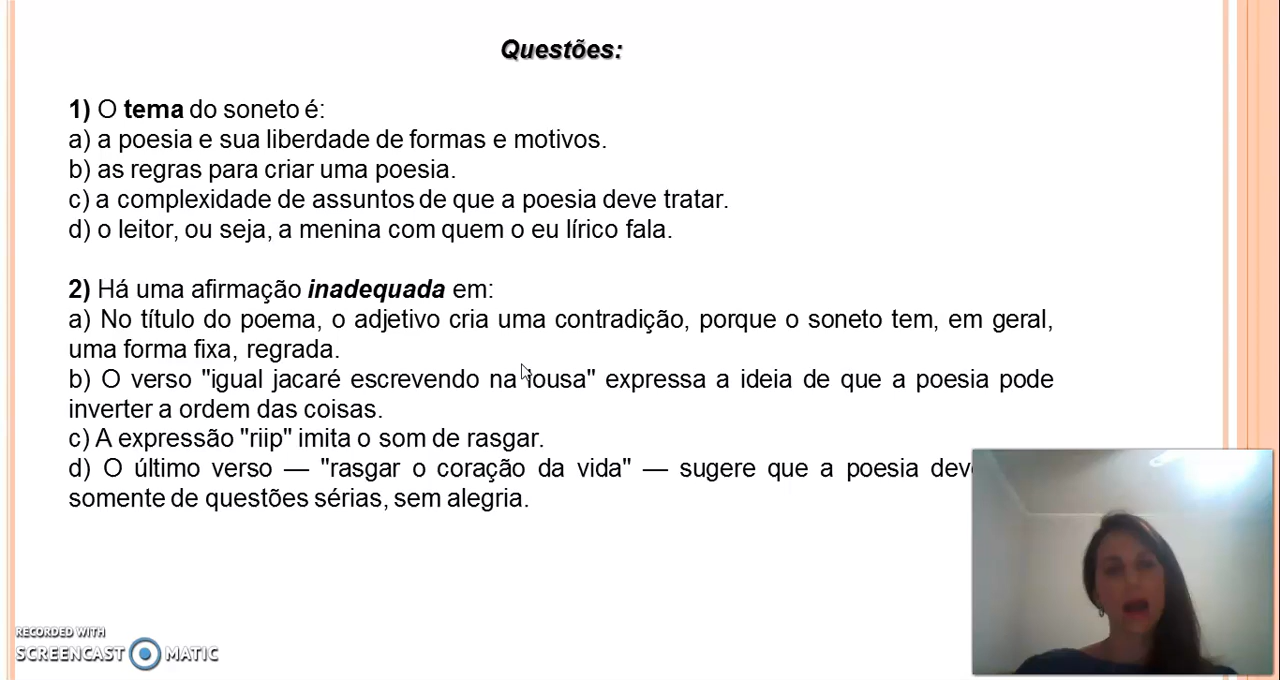 Questões:
1) O tema do soneto é:
a) a poesia e sua liberdade de formas e motivos.
b) as regras para criar uma poesia.
c) a complexidade de assuntos de que a poesia deve tratar.
d) o leitor, ou seja, a menina com quem o eu lírico fala.
2) Há uma afirmação inadequada em:
a) No título do poema, o adjetivo cria uma contradição, porque o soneto tem, em geral,
uma forma fixa, regrada.
b) O verso "igual jacaré escrevendo na lousa" expressa a ideia de que a poesia pode
inverter a ordem das coisas.
c) A expressão "riip" imita o som de rasgar.
d) O último verso — "rasgar o coração da vida" — sugere que a poesia
somente de questões sérias, sem alegria.
RECORDED WITH
SCREENCAST MATIC